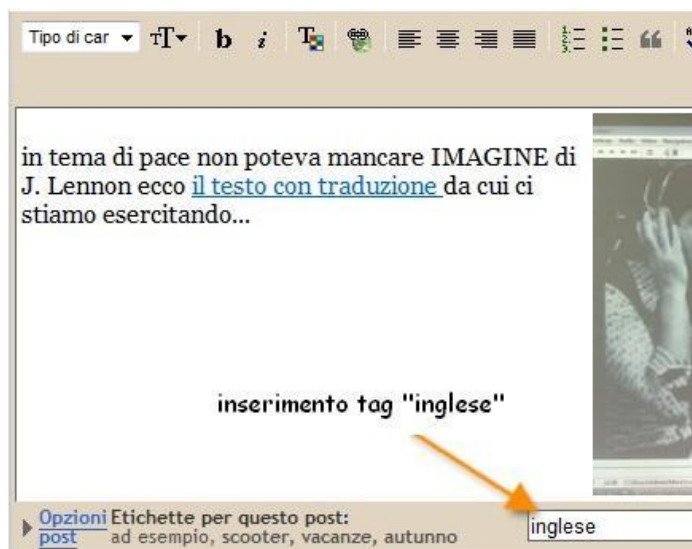 Tipo di car
in tema di pace non poteva mancare IMAGINE di
J. Lennon ecco il testo con traduzione da cui ci
stiamo esercitando...
inserimento tag "inglese"
Opzioni post
Etichette per questo post:
ad esempio, scooter, vacanze, autunno
inglese